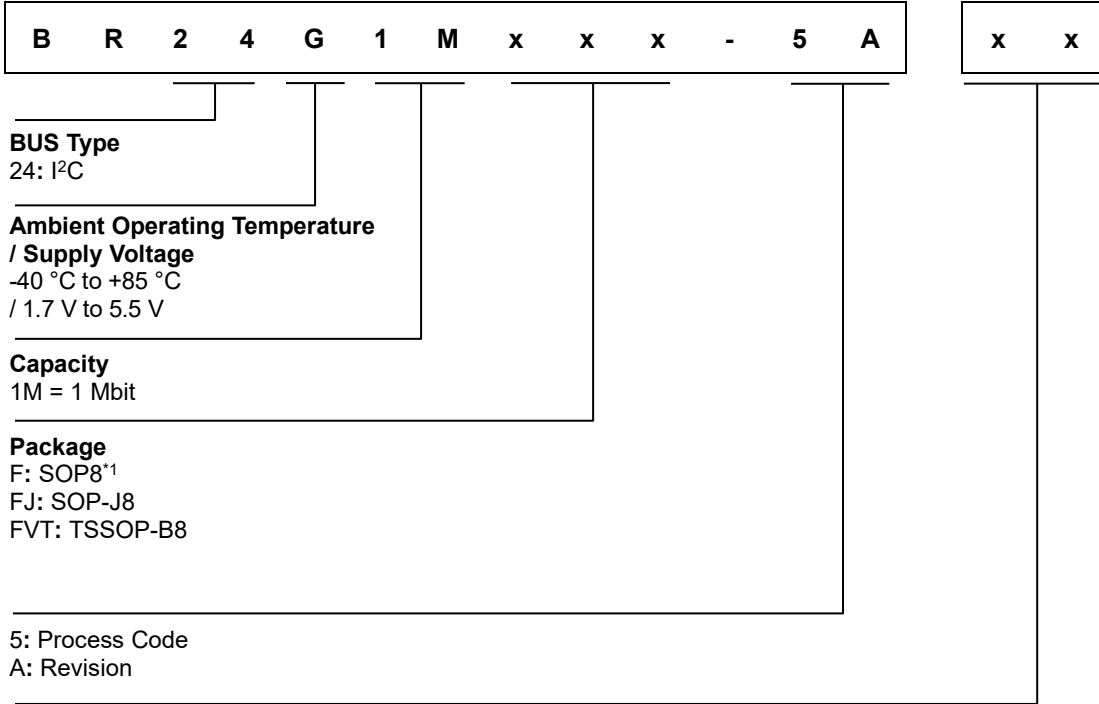 B R 2 4 G 1 M x x x - 5 A x x
BUS Type
24: I²C
Ambient Operating Temperature
/ Supply Voltage
-40 °C to +85 °C
/ 1.7 V to 5.5 V
Capacity
1M = 1 Mbit
Package
F: SOP8*1
FJ: SOP-J8
FVT: TSSOP-B8
5: Process Code
A: Revision